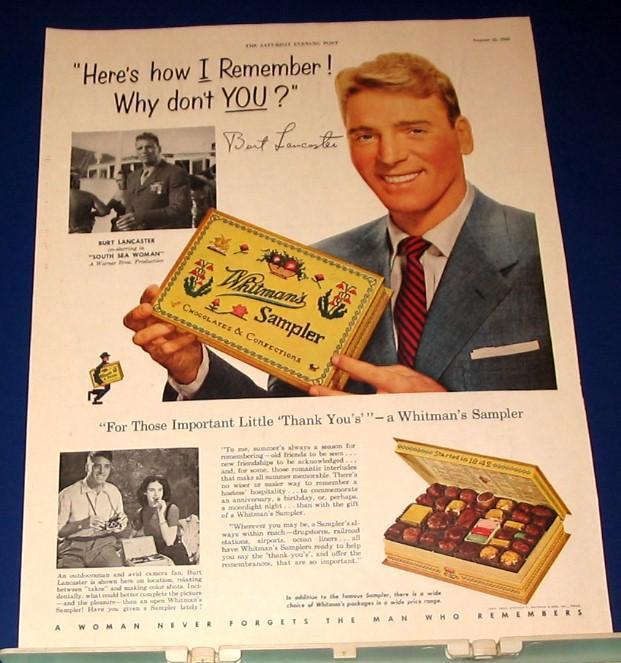 THE SATURDAY EVENING POST
"Here's how I Remember!
Why don't YOU?"
Burt Lancaster
BURT LANCASTER
co-starring in
"SOUTH SEA WOMAN"
A Warner Bros. Production
Whitman's
Sampler
CHOCOLATES & CONFECTIONS
"For Those Important Little 'Thank You's'"—a Whitman's Sampler
"To me, summer's always a season for
remembering—old friends to be seen...
new friendships to be acknowledged...
and, for some, those romantic interludes
that make all summer memorable. There's
no wiser or easier way to remember a
hostess' hospitality... to commemorate
an anniversary, a birthday, or, perhaps,
a moonlight night... than with the gift
of a Whitman's Sampler.
"Wherever you may be, a Sampler's al-
ways within reach—drugstores, railroad
stations, airports, ocean liners... all
have Whitman's Samplers ready to help
you say the 'thank-you's', and offer the
remembrances, that are so important."
Started in 1842
An outdoorsman and avid camera fan, Burt
Lancaster is shown here on location, relaxing
between "takes" and making color shots. Inci-
dentally, what could better complete the picture
—and the pleasure—than an open Whitman's
Sampler! Have you given a Sampler lately?
In addition to the famous Sampler, there is a wide
choice of Whitman's packages in a wide price range.
A WOMAN NEVER FORGETS THE MAN WHO REMEMBERS